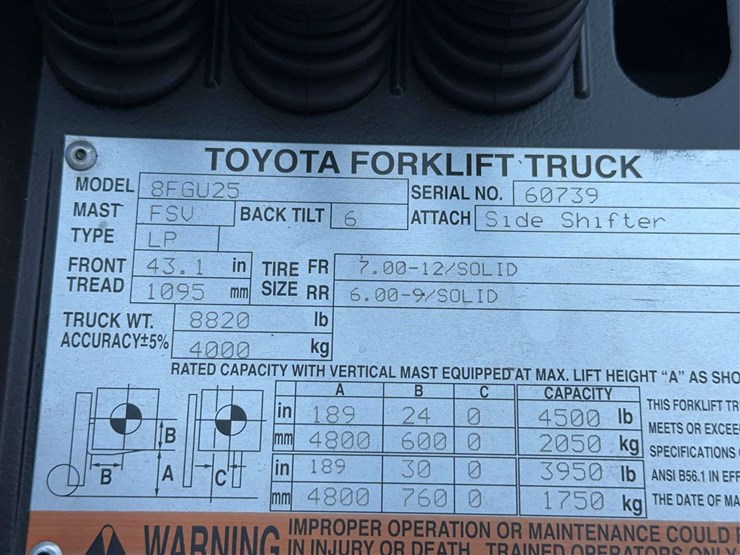 TOYOTA FORKLIFT TRUCK
MODEL 8FGU25 SERIAL NO. 60739
MAST FSV BACK TILT 6 ATTACH Side Shifter
TYPE LP
FRONT TREAD 43.1 in TIRE SIZE FR 7.00-12/SOLID
1095 mm RR 6.00-9/SOLID
TRUCK WT. 8820 lb
ACCURACY±5% 4000 kg
RATED CAPACITY WITH VERTICAL MAST EQUIPPED AT MAX. LIFT HEIGHT "A" AS SHO
A B C CAPACITY
in 189 24 0 4500 lb
mm 4800 600 0 2050 kg
in 189 30 0 3950 lb
mm 4800 760 0 1750 kg
B
B A C
THIS FORKLIFT TR
MEETS OR EXCEE
SPECIFICATIONS
ANSI B56.1 IN EFF
THE DATE OF MA
WARNING IMPROPER OPERATION OR MAINTENANCE COULD
IN INJURY OR DEATH. TRAINED OPERATOR ONLY